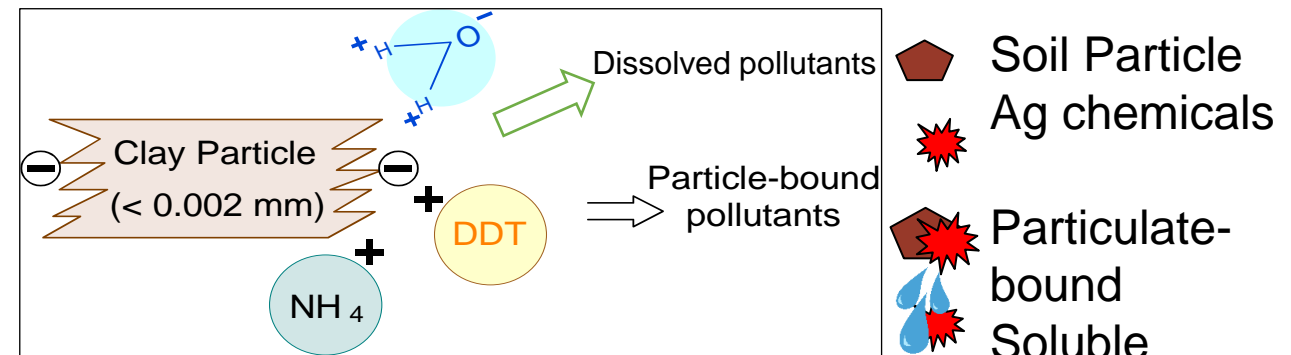 H
O
H
Dissolved pollutants
Clay Particle
(< 0.002 mm)
Particle-bound
pollutants
DDT
NH 4
Soil Particle
Ag chemicals
Particulate-
bound
Soluble